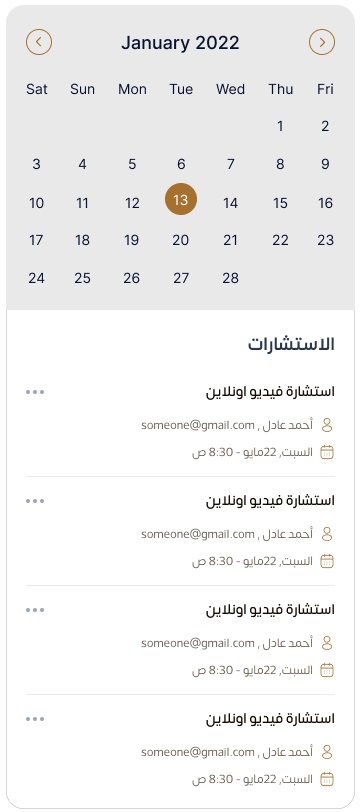 January 2022
Sat Sun Mon Tue Wed Thu Fri
1 2
3 4 5 6 7 8 9
10 11 12 13 14 15 16
17 18 19 20 21 22 23
24 25 26 27 28
الاستشارات
استشارة فيديو اونلاين
أحمد عادل , someone@gmail.com
السبت, 22مايو - 8:30 ص
استشارة فيديو اونلاين
أحمد عادل , someone@gmail.com
السبت, 22مايو - 8:30 ص
استشارة فيديو اونلاين
أحمد عادل , someone@gmail.com
السبت, 22مايو - 8:30 ص
استشارة فيديو اونلاين
أحمد عادل , someone@gmail.com
السبت, 22مايو - 8:30 ص